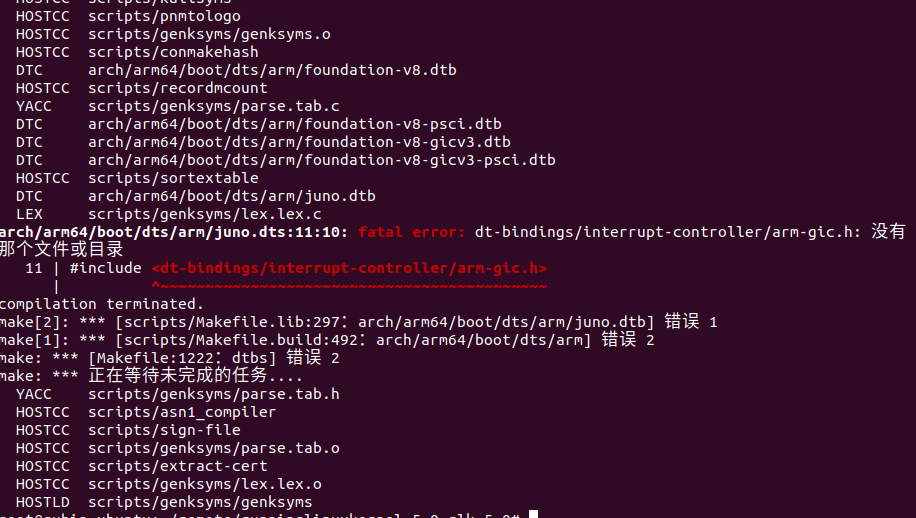 HOSTCC scripts/kallsyms
HOSTCC scripts/pnmtologo
HOSTCC scripts/genksyms/genksyms.o
HOSTCC scripts/conmakehash
DTC arch/arm64/boot/dts/arm/foundation-v8.dtb
HOSTCC scripts/recordmcount
YACC scripts/genksyms/parse.tab.c
DTC arch/arm64/boot/dts/arm/foundation-v8-psci.dtb
DTC arch/arm64/boot/dts/arm/foundation-v8-gicv3.dtb
DTC arch/arm64/boot/dts/arm/foundation-v8-gicv3-psci.dtb
HOSTCC scripts/sortextable
DTC arch/arm64/boot/dts/arm/juno.dtb
LEX scripts/genksyms/lex.lex.c
arch/arm64/boot/dts/arm/juno.dts:11:10: fatal error: dt-bindings/interrupt-controller/arm-gic.h: 没有
那个文件或目录
11 | #include <dt-bindings/interrupt-controller/arm-gic.h>
| ^~~~~~~~~~~~~~~~~~~~~~~~~~~~~~~~~~~~~~~~~~~~
compilation terminated.
make[2]: *** [scripts/Makefile.lib:297：arch/arm64/boot/dts/arm/juno.dtb] 错误 1
make[1]: *** [scripts/Makefile.build:492：arch/arm64/boot/dts/arm] 错误 2
make: *** [Makefile:1222：dtbs] 错误 2
make: *** 正在等待未完成的任务....
YACC scripts/genksyms/parse.tab.h
HOSTCC scripts/asn1_compiler
HOSTCC scripts/sign-file
HOSTCC scripts/genksyms/parse.tab.o
HOSTCC scripts/extract-cert
HOSTCC scripts/genksyms/lex.lex.o
HOSTLD scripts/genksyms/genksyms